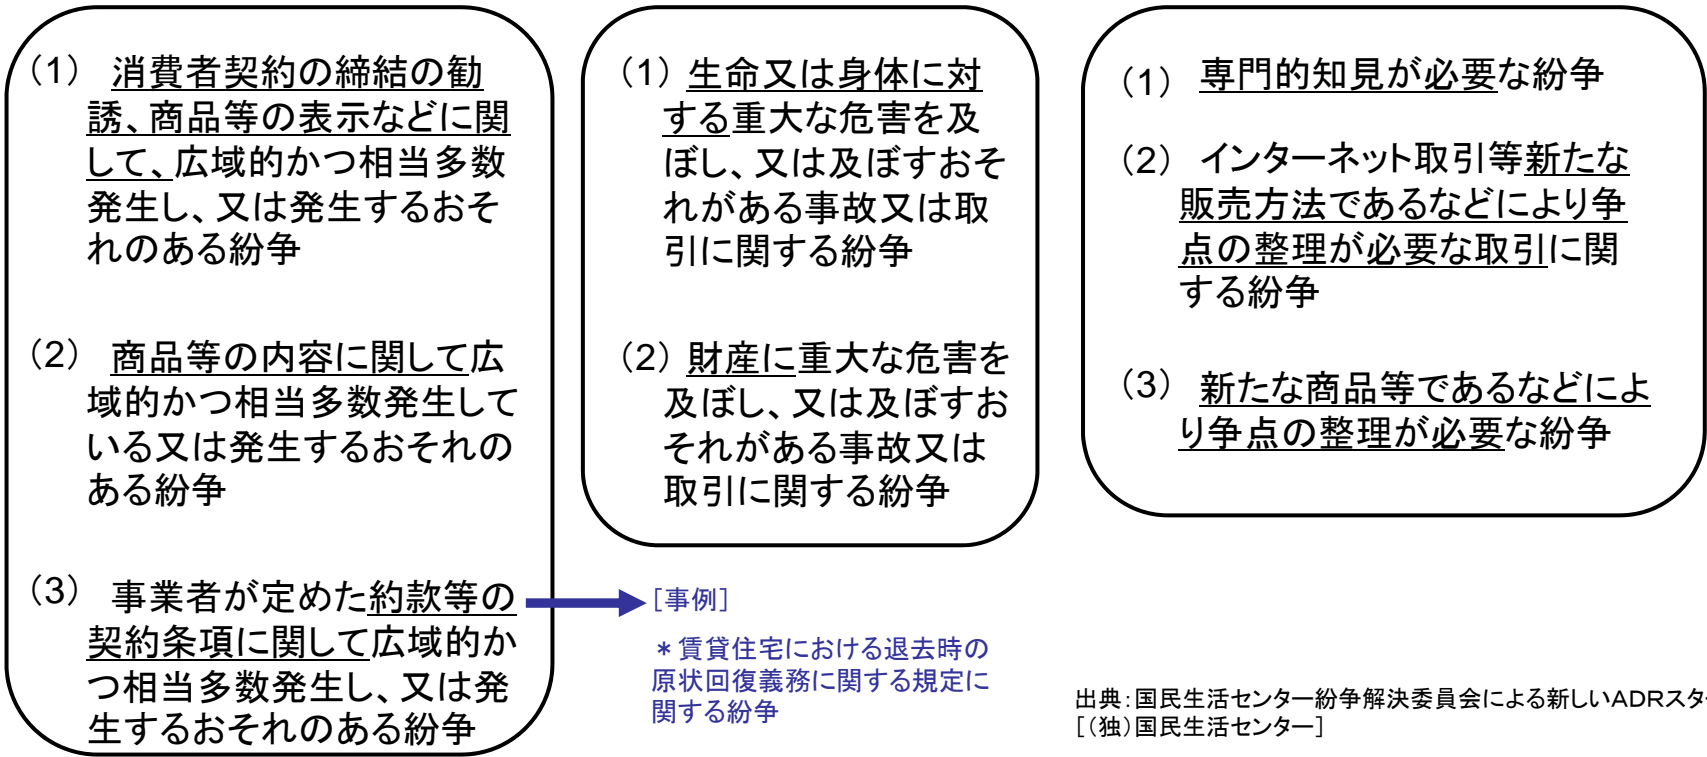 (1) 消費者契約の締結の勧
誘、商品等の表示などに関
して、広域的かつ相当多数
発生し、又は発生するおそ
れのある紛争
(2) 商品等の内容に関して広
域的かつ相当多数発生して
いる又は発生するおそれの
ある紛争
(3) 事業者が定めた約款等の
契約条項に関して広域的か
つ相当多数発生し、又は発
生するおそれのある紛争
(1) 生命又は身体に対
する重大な危害を及
ぼし、又は及ぼすおそ
れがある事故又は取
引に関する紛争
(2) 財産に重大な危害を
及ぼし、又は及ぼすお
それがある事故又は
取引に関する紛争
[事例]
＊賃貸住宅における退去時の
原状回復義務に関する規定に
関する紛争
(1) 専門的知見が必要な紛争
(2) インターネット取引等新たな
販売方法であるなどにより争
点の整理が必要な取引に関
する紛争
(3) 新たな商品等であるなどによ
り争点の整理が必要な紛争
出典：国民生活センター紛争解決委員会による新しいADRスタ
[(独)国民生活センター]